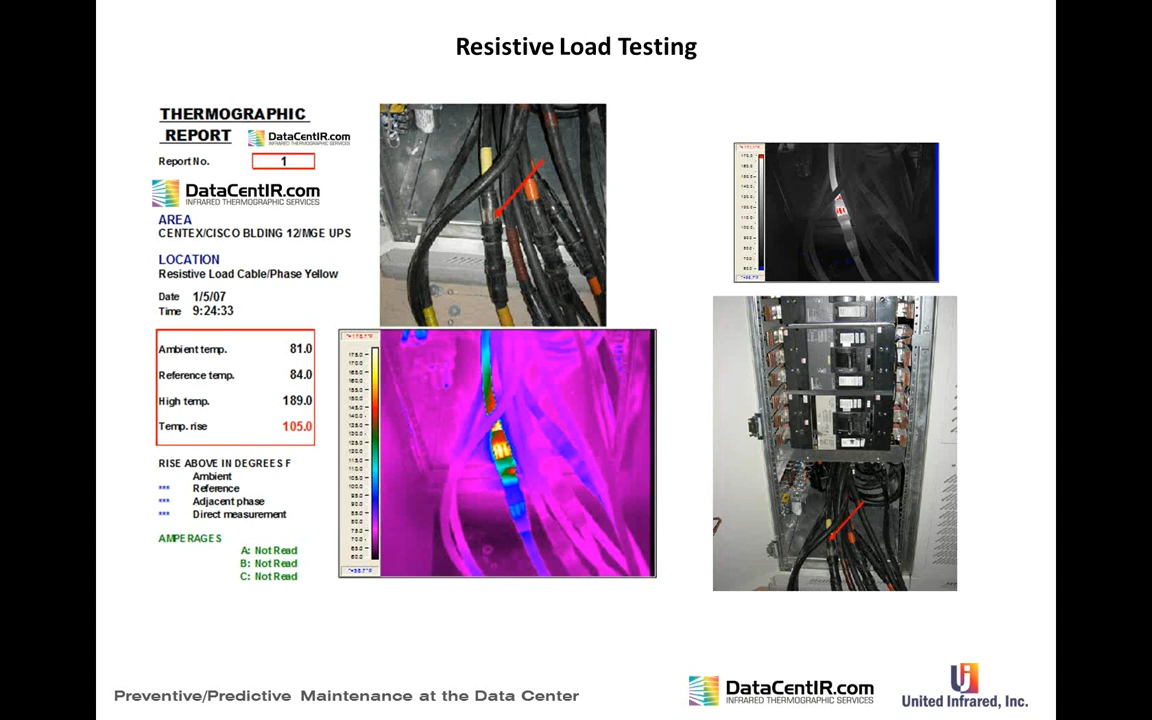 Resistive Load Testing
THERMOGRAPHIC
REPORT
DataCentIR.com
INFRARED THERMOGRAPHIC SERVICES
Report No. 1
DataCentIR.com
INFRARED THERMOGRAPHIC SERVICES
AREA
CENTEX/CISCO BLDING 12/MGE UPS
LOCATION
Resistive Load Cable/Phase Yellow
Date 1/5/07
Time 9:24:33
Ambient temp. 81.0
Reference temp. 84.0
High temp. 189.0
Temp. rise 105.0
RISE ABOVE IN DEGREES F
Ambient
*** Reference
*** Adjacent phase
*** Direct measurement
AMPERAGES
A: Not Read
B: Not Read
C: Not Read
Preventive/Predictive Maintenance at the Data Center
DataCentIR.com
INFRARED THERMOGRAPHIC SERVICES
United Infrared, Inc.